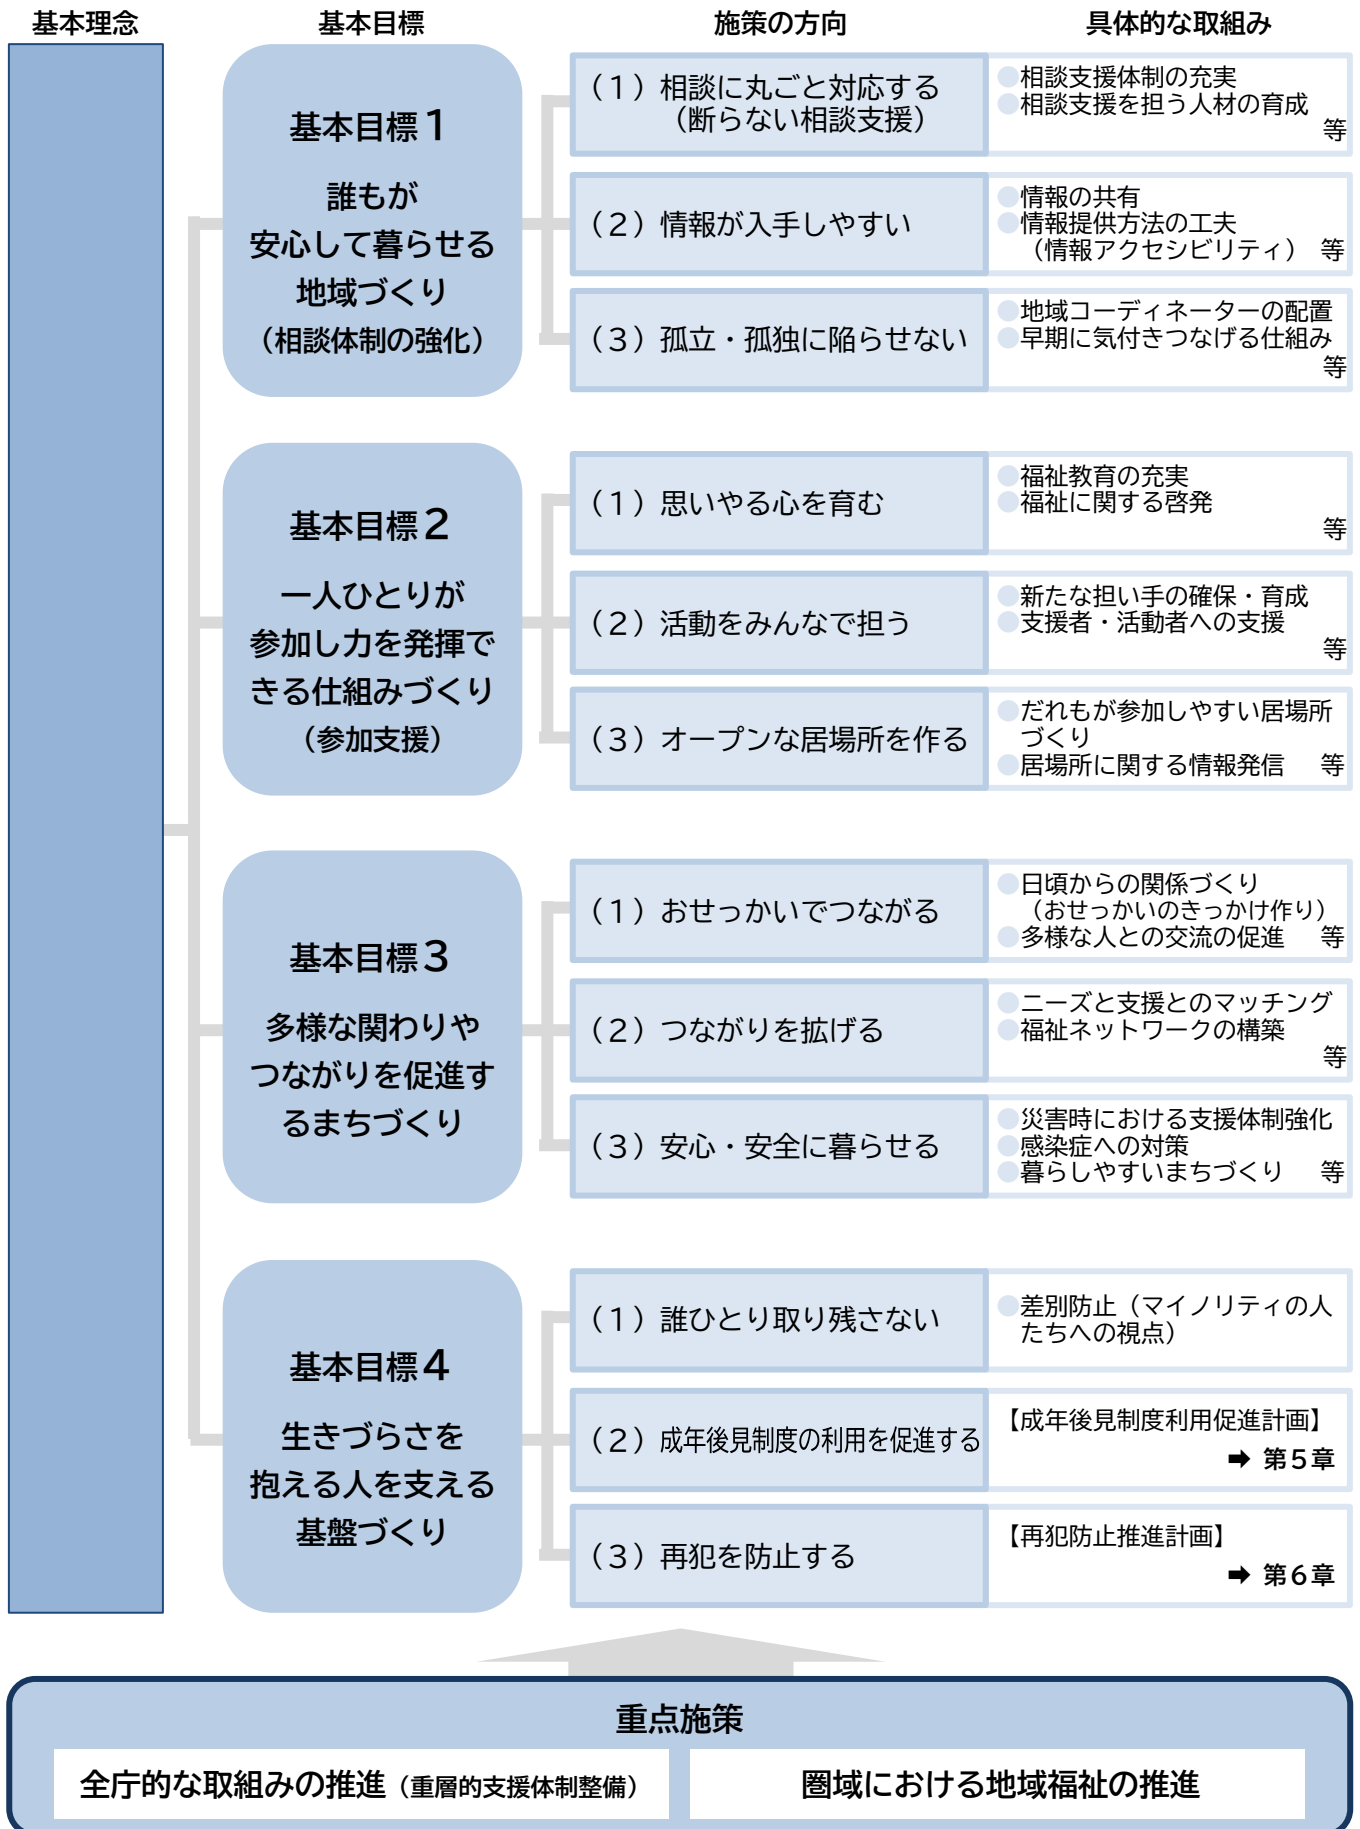 基本理念
基本目標
施策の方向
具体的な取組み
基本目標1
誰もが
安心して暮らせる
地域づくり
（相談体制の強化）
（1）相談に丸ごと対応する
（断らない相談支援）
●相談支援体制の充実
●相談支援を担う人材の育成
等
（2）情報が入手しやすい
●情報の共有
●情報提供方法の工夫
（情報アクセシビリティ） 等
（3）孤立・孤独に陥らせない
●地域コーディネーターの配置
●早期に気付きつなげる仕組み
等
基本目標2
一人ひとりが
参加し力を発揮で
きる仕組みづくり
（参加支援）
（1）思いやる心を育む
●福祉教育の充実
●福祉に関する啓発
等
（2）活動をみんなで担う
●新たな担い手の確保・育成
●支援者・活動者への支援
等
（3）オープンな居場所を作る
●だれもが参加しやすい居場所
づくり
●居場所に関する情報発信 等
基本目標3
多様な関わりや
つながりを促進す
るまちづくり
（1）おせっかいでつながる
●日頃からの関係づくり
（おせっかいのきっかけ作り）
●多様な人との交流の促進 等
（2）つながりを拡げる
●ニーズと支援とのマッチング
●福祉ネットワークの構築
等
（3）安心・安全に暮らせる
●災害時における支援体制強化
●感染症への対策
●暮らしやすいまちづくり 等
基本目標4
生きづらさを
抱える人を支える
基盤づくり
（1）誰ひとり取り残さない
●差別防止（マイノリティの人
たちへの視点）
（2）成年後見制度の利用を促進する
【成年後見制度利用促進計画】
➡ 第5章
（3）再犯を防止する
【再犯防止推進計画】
➡ 第6章
重点施策
全庁的な取組みの推進（重層的支援体制整備）
圏域における地域福祉の推進